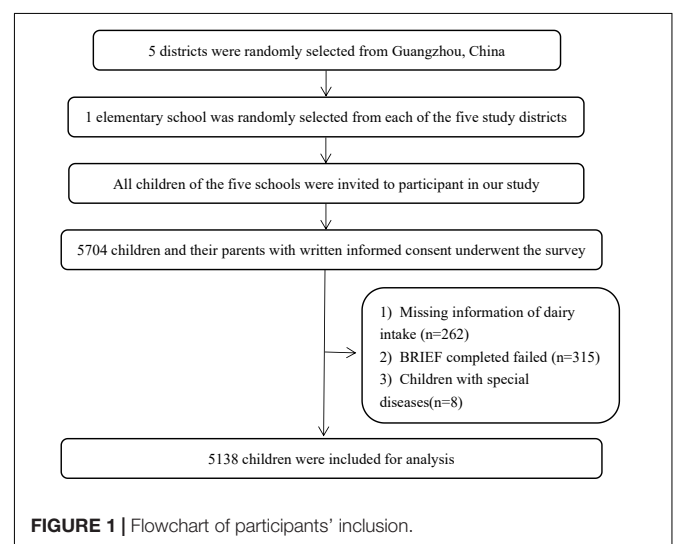 5 districts were randomly selected from Guangzhou, China
1 elementary school was randomly selected from each of the five study districts
All children of the five schools were invited to participant in our study
5704 children and their parents with written informed consent underwent the survey
1) Missing information of dairy
intake (n=262)
2) BRIEF completed failed (n=315)
3) Children with special
diseases(n=8)
5138 children were included for analysis
FIGURE 1 | Flowchart of participants' inclusion.